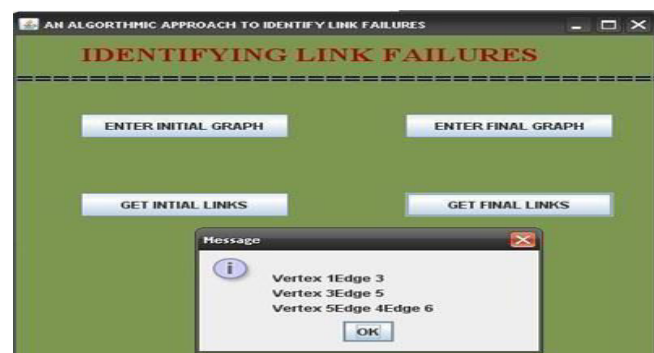 AN ALGORTHMIC APPROACH TO IDENTIFY LINK FAILURES
IDENTIFYING LINK FAILURES
ENTER INITIAL GRAPH
ENTER FINAL GRAPH
GET INTIAL LINKS
GET FINAL LINKS
Message
Vertex 1Edge 3
Vertex 3Edge 5
Vertex 5Edge 4Edge 6
OK